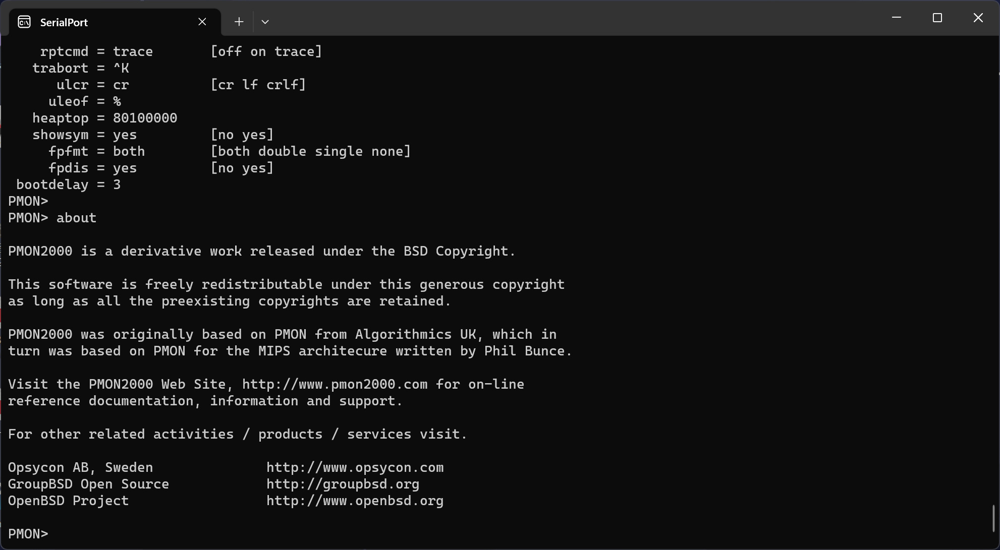 SerialPort
rptcmd = trace [off on trace]
trabort = ^K
ulcr = cr [cr lf crlf]
uleof = %
heaptop = 80100000
showsym = yes [no yes]
fpfmt = both [both double single none]
fpdis = yes [no yes]
bootdelay = 3
PMON>
PMON> about
PMON2000 is a derivative work released under the BSD Copyright.
This software is freely redistributable under this generous copyright
as long as all the preexisting copyrights are retained.
PMON2000 was originally based on PMON from Algorithmics UK, which in
turn was based on PMON for the MIPS architecure written by Phil Bunce.
Visit the PMON2000 Web Site, http://www.pmon2000.com for on-line
reference documentation, information and support.
For other related activities / products / services visit.
Opsycon AB, Sweden http://www.opsycon.com
GroupBSD Open Source http://groupbsd.org
OpenBSD Project http://www.openbsd.org
PMON>